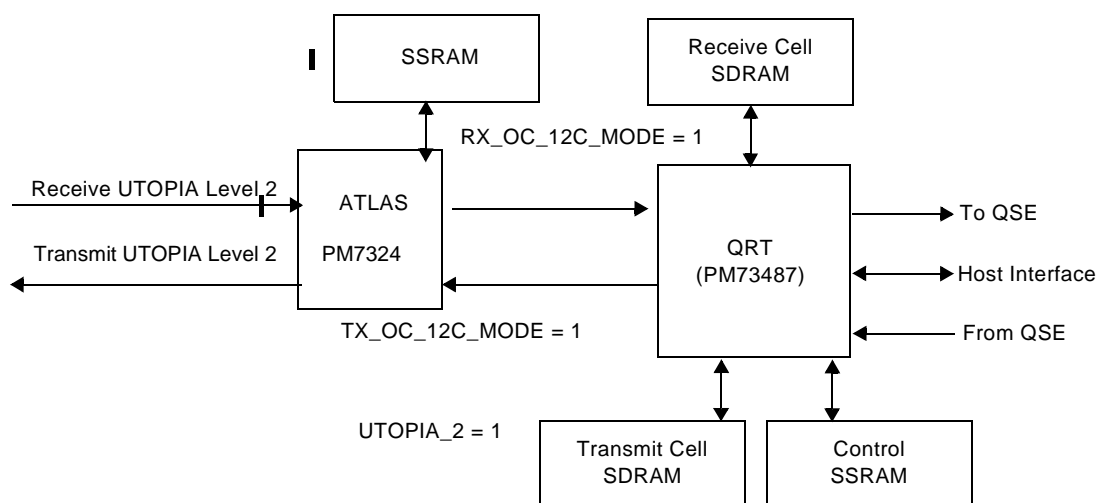 SSRAM
Receive Cell
SDRAM
RX_OC_12C_MODE = 1
Receive UTOPIA Level 2
ATLAS
PM7324
To QSE
Transmit UTOPIA Level 2
QRT
(PM73487)
Host Interface
TX_OC_12C_MODE = 1
From QSE
UTOPIA_2 = 1
Transmit Cell
SDRAM
Control
SSRAM